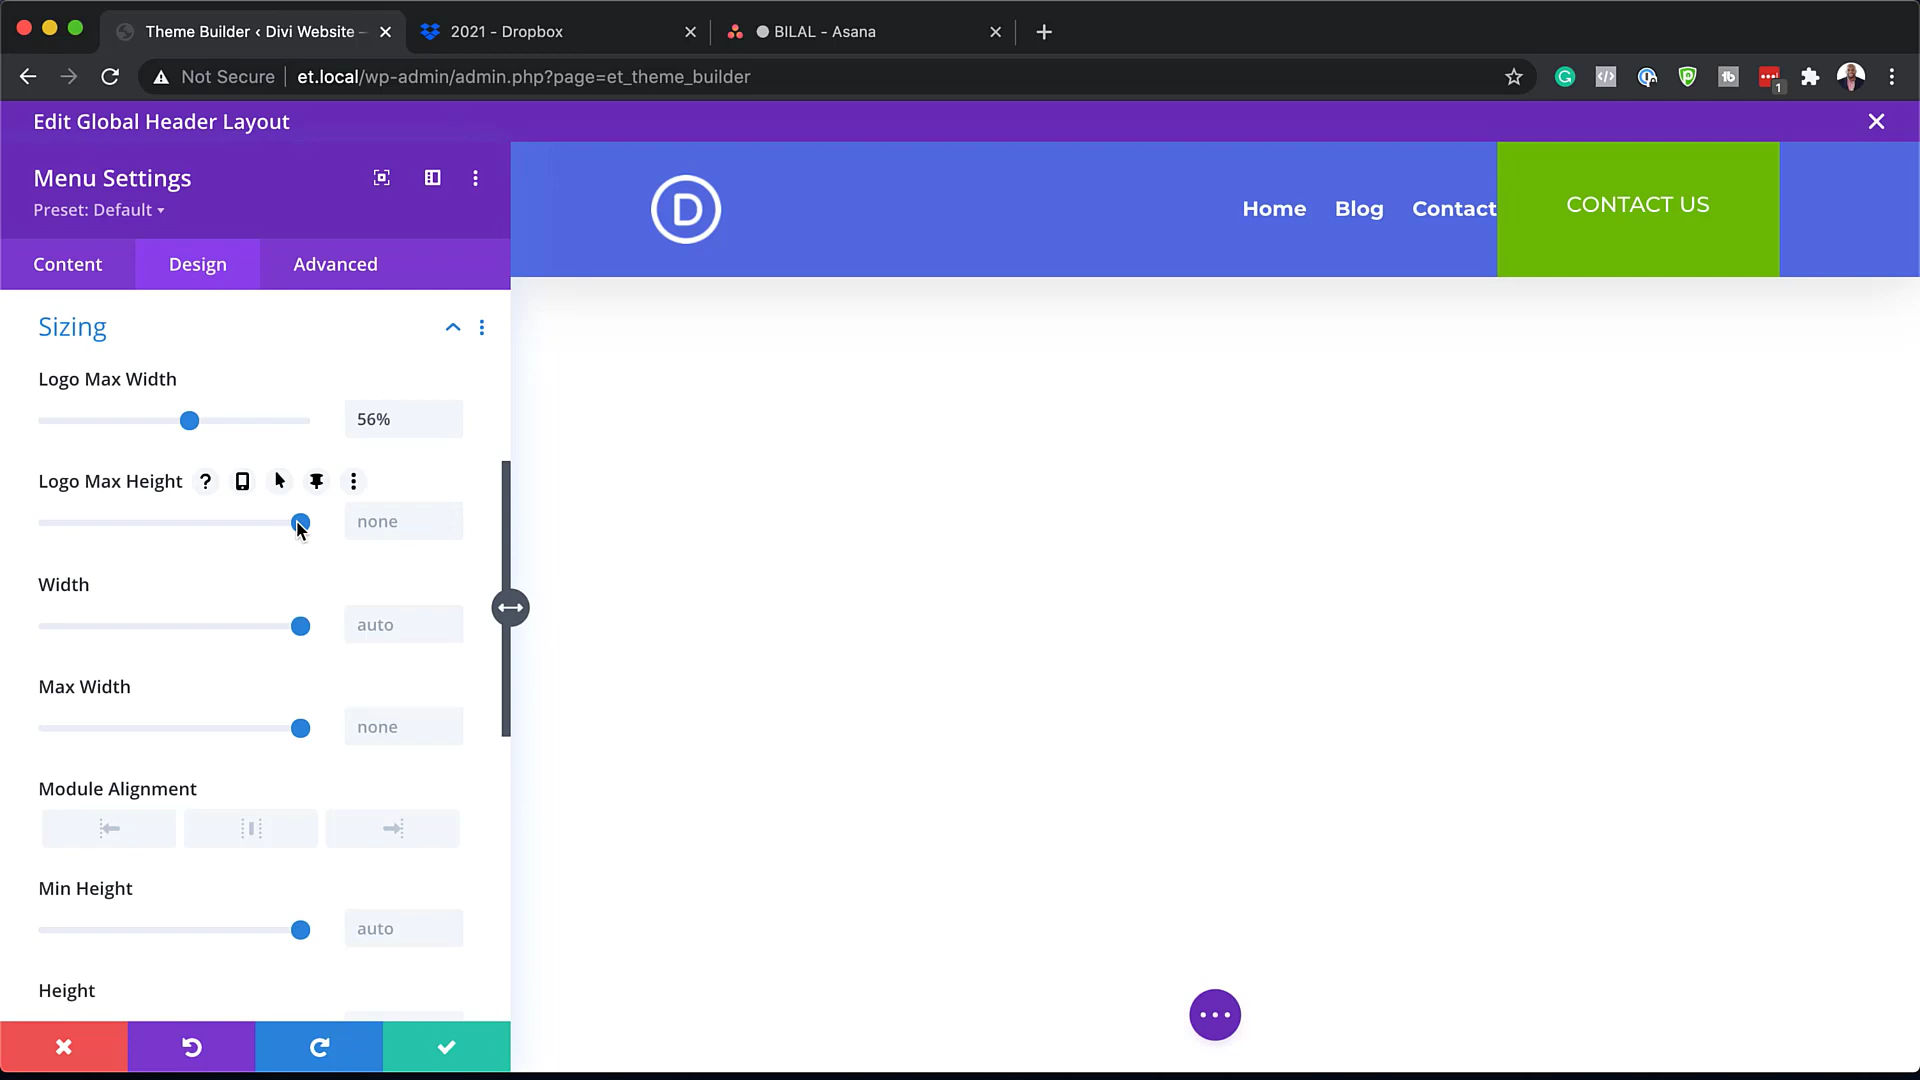 Theme Builder ‹ Divi Website –
2021 - Dropbox
BILAL - Asana
Not Secure
et.local/wp-admin/admin.php?page=et_theme_builder
1
Edit Global Header Layout
Menu Settings
Preset: Default
Content
Design
Advanced
D
Home
Blog
Contact
CONTACT US
Sizing
Logo Max Width
56%
Logo Max Height
none
Width
auto
Max Width
none
Module Alignment
Min Height
auto
Height